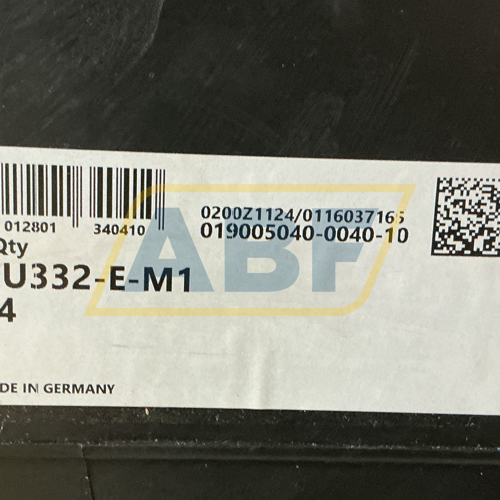 012801 340410
0200Z1124/0116037165
019005040-0040-10
Qty
U332-E-M1
4
DE IN GERMANY
ABF